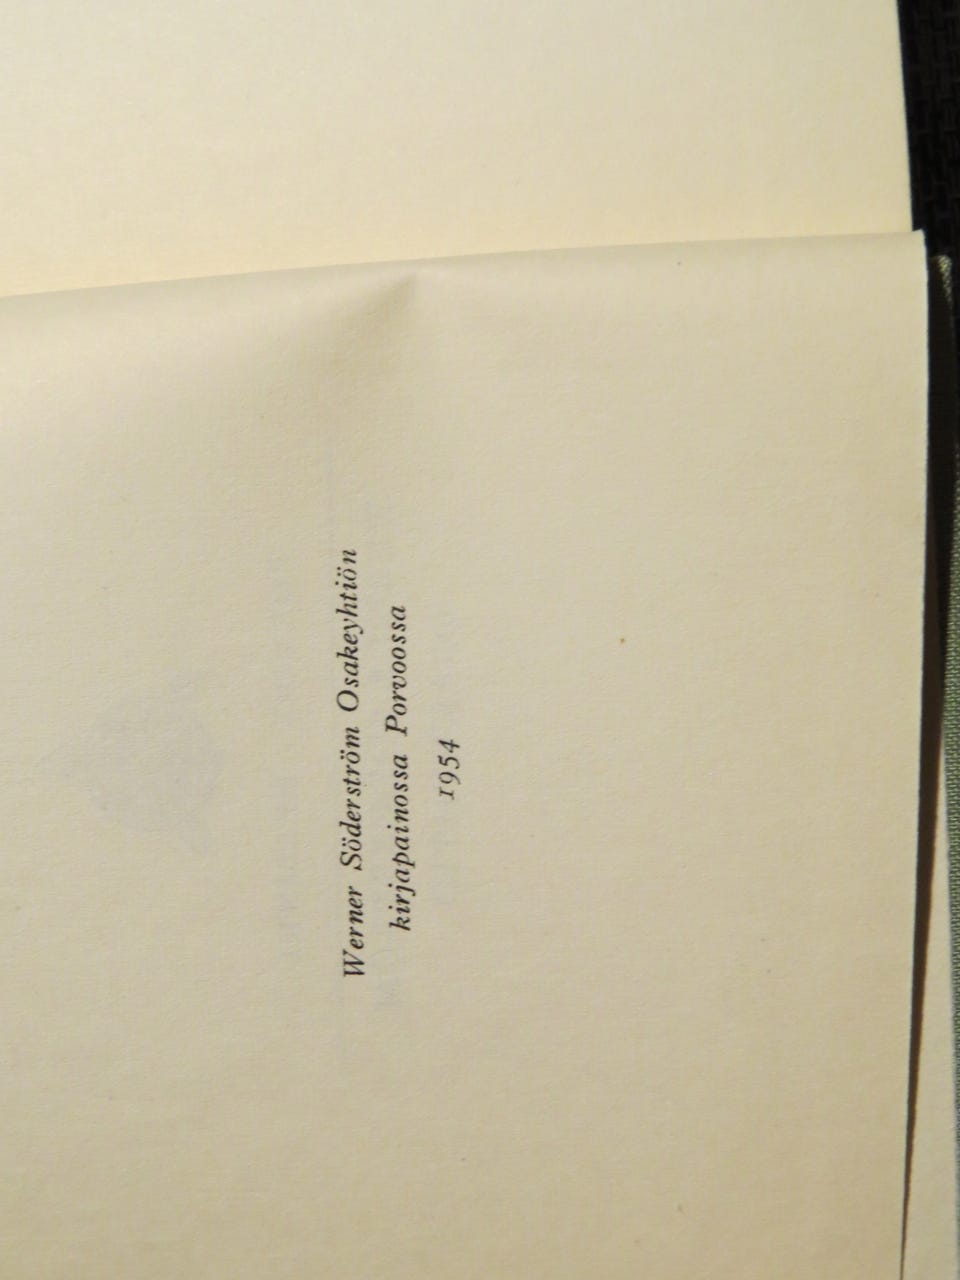 Werner Söderström Osakeyhtiön
kirjapainossa Porvoossa
1954